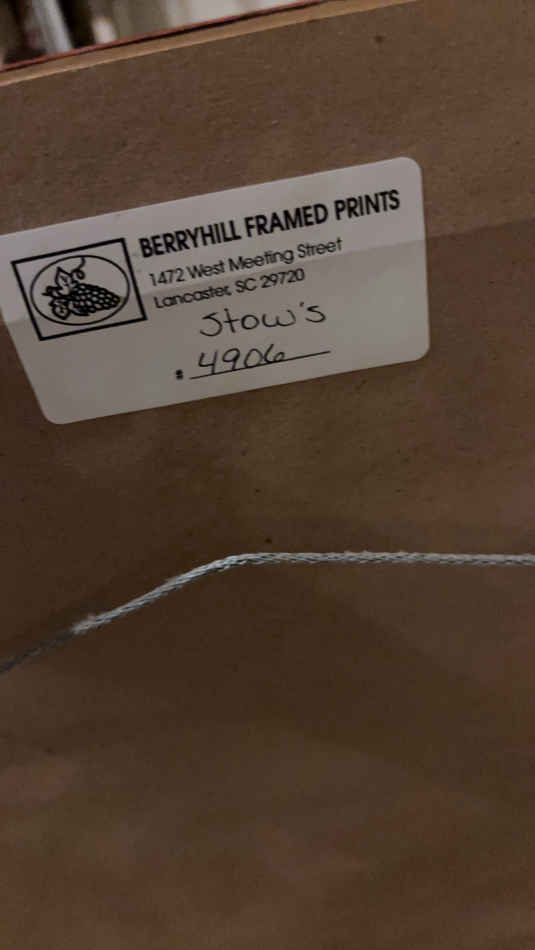 BERRYHILL FRAMED PRINTS
1472 West Meeting Street
Lancaster, SC 29720
Stow's
# 4906